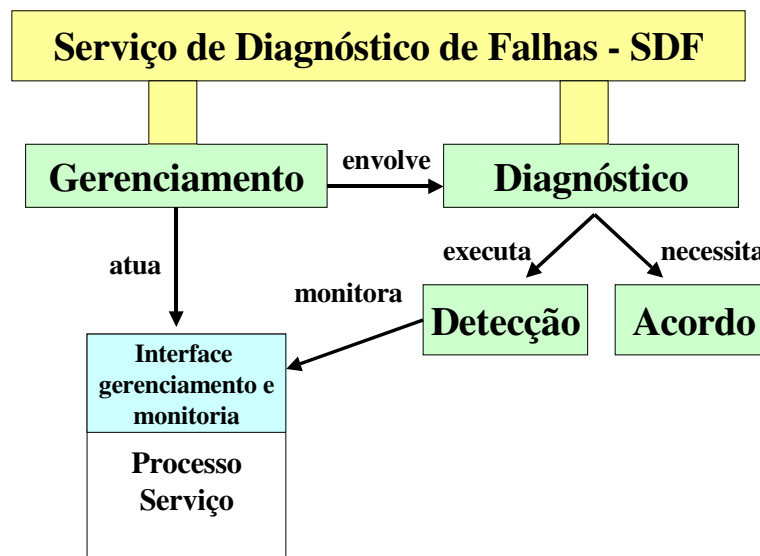 Serviço de Diagnóstico de Falhas - SDF
Gerenciamento
envolve
Diagnóstico
atua
executa
necessita
monitora
Detecção
Acordo
Interface
gerenciamento e
monitoria
Processo
Serviço